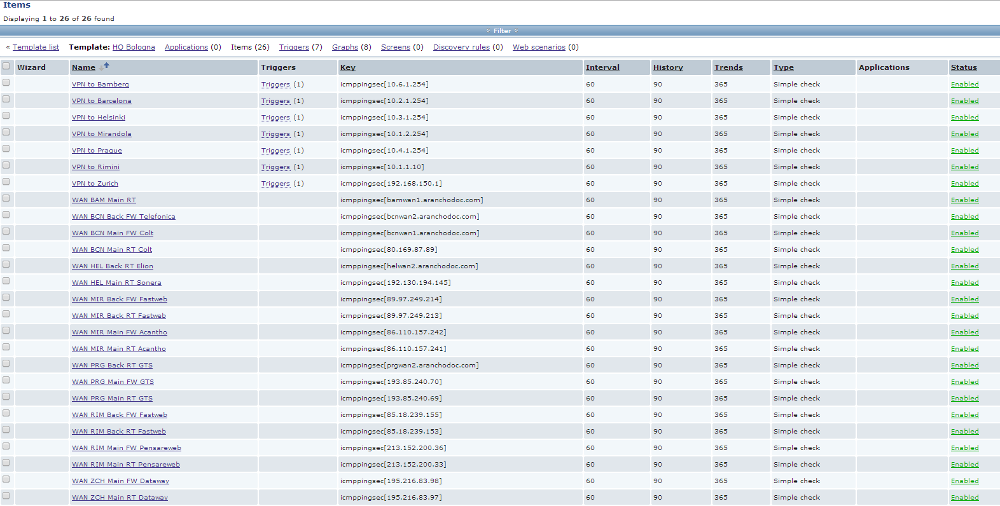 Items
Displaying 1 to 26 of 26 found
Filter
« Template list Template: HQ Bologna Applications (0) Items (26) Triggers (7) Graphs (8) Screens (0) Discovery rules (0) Web scenarios (0)
Wizard Name Triggers Key Interval History Trends Type Applications Status
VPN to Bamberg Triggers (1) icmppingsec[10.6.1.254] 60 90 365 Simple check Enabled
VPN to Barcelona Triggers (1) icmppingsec[10.2.1.254] 60 90 365 Simple check Enabled
VPN to Helsinki Triggers (1) icmppingsec[10.3.1.254] 60 90 365 Simple check Enabled
VPN to Mirandola Triggers (1) icmppingsec[10.1.2.254] 60 90 365 Simple check Enabled
VPN to Prague Triggers (1) icmppingsec[10.4.1.254] 60 90 365 Simple check Enabled
VPN to Rimini Triggers (1) icmppingsec[10.1.1.10] 60 90 365 Simple check Enabled
VPN to Zurich Triggers (1) icmppingsec[192.168.150.1] 60 90 365 Simple check Enabled
WAN BAM Main RT icmppingsec[bamwan1.aranchodoc.com] 60 90 365 Simple check Enabled
WAN BCN Back FW Telefonica icmppingsec[bcnwan2.aranchodoc.com] 60 90 365 Simple check Enabled
WAN BCN Main FW Colt icmppingsec[bcnwan1.aranchodoc.com] 60 90 365 Simple check Enabled
WAN BCN Main RT Colt icmppingsec[80.169.87.89] 60 90 365 Simple check Enabled
WAN HEL Back RT Elion icmppingsec[helwan2.aranchodoc.com] 60 90 365 Simple check Enabled
WAN HEL Main RT Sonera icmppingsec[192.130.194.145] 60 90 365 Simple check Enabled
WAN MIR Back FW Fastweb icmppingsec[89.97.249.214] 60 90 365 Simple check Enabled
WAN MIR Back RT Fastweb icmppingsec[89.97.249.213] 60 90 365 Simple check Enabled
WAN MIR Main FW Acantho icmppingsec[86.110.157.242] 60 90 365 Simple check Enabled
WAN MIR Main RT Acantho icmppingsec[86.110.157.241] 60 90 365 Simple check Enabled
WAN PRG Back RT GTS icmppingsec[prgwan2.aranchodoc.com] 60 90 365 Simple check Enabled
WAN PRG Main FW GTS icmppingsec[193.85.240.70] 60 90 365 Simple check Enabled
WAN PRG Main RT GTS icmppingsec[193.85.240.69] 60 90 365 Simple check Enabled
WAN RIM Back FW Fastweb icmppingsec[85.18.239.155] 60 90 365 Simple check Enabled
WAN RIM Back RT Fastweb icmppingsec[85.18.239.153] 60 90 365 Simple check Enabled
WAN RIM Main FW Pensareweb icmppingsec[213.152.200.36] 60 90 365 Simple check Enabled
WAN RIM Main RT Pensareweb icmppingsec[213.152.200.33] 60 90 365 Simple check Enabled
WAN ZCH Main FW Dataway icmppingsec[195.216.83.98] 60 90 365 Simple check Enabled
WAN ZCH Main RT Dataway icmppingsec[195.216.83.97] 60 90 365 Simple check Enabled